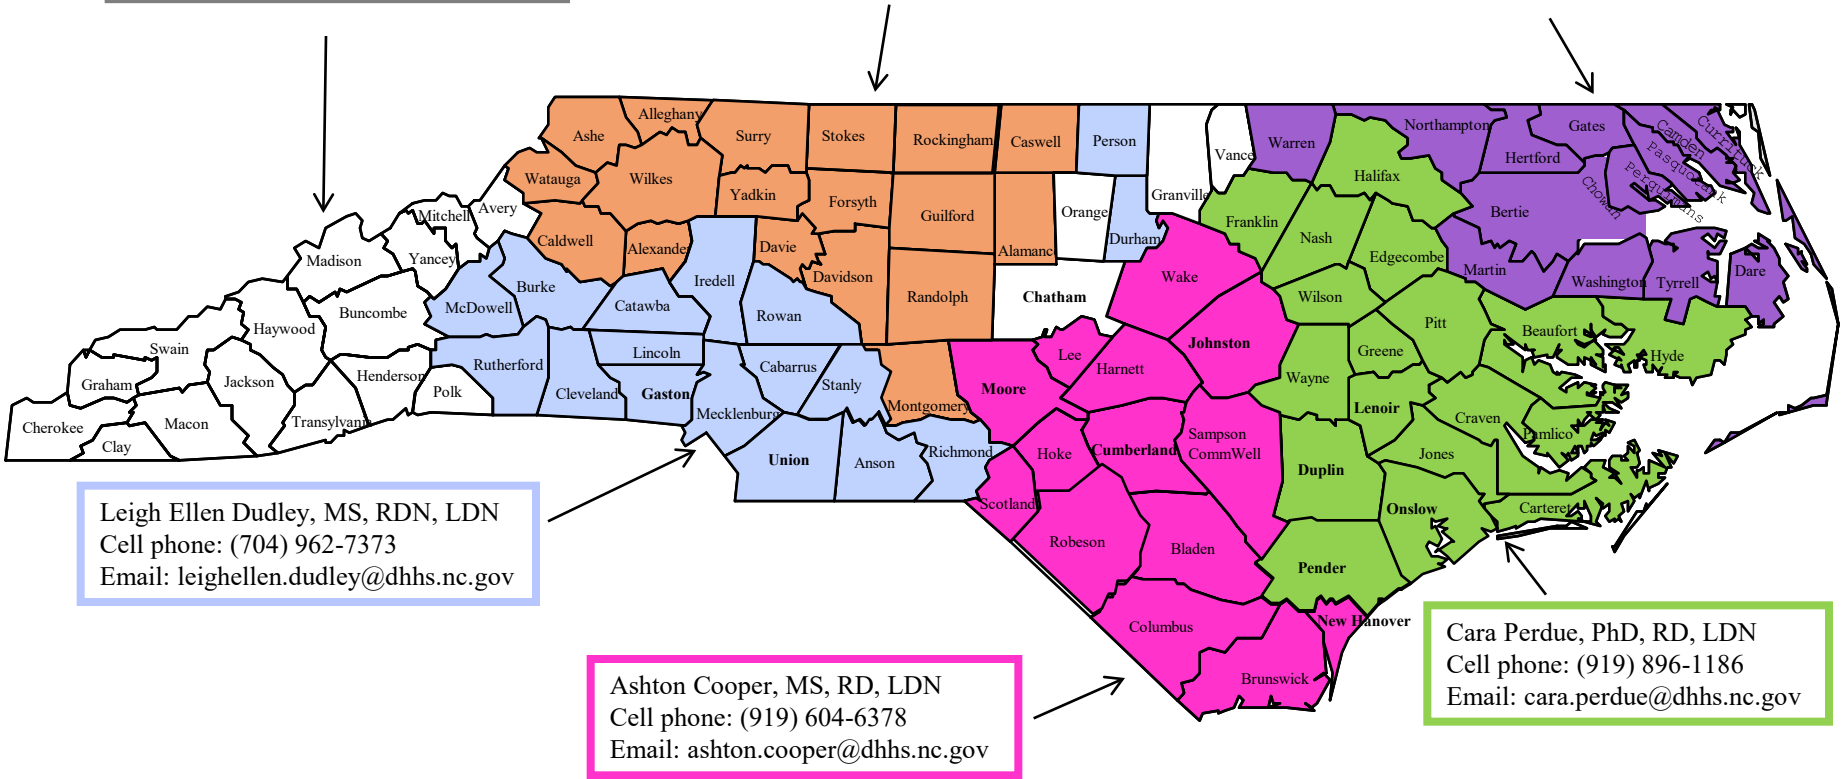 Alleghany
Ashe
Surry
Stokes
Rockingham
Caswell
Person
Vance
Warren
Northampton
Gates
Camden
Currituck
Hertford
Pasquotank
Perquimans
Chowan
Halifax
Watauga
Wilkes
Yadkin
Forsyth
Guilford
Orange
Granville
Franklin
Bertie
Mitchell
Avery
Caldwell
Alexander
Davie
Alamanc
Durham
Nash
Edgecombe
Madison
Yancey
Burke
Iredell
Davidson
Wake
Martin
Washington
Tyrrell
Dare
McDowell
Catawba
Rowan
Randolph
Chatham
Wilson
Pitt
Beaufort
Hyde
Buncombe
Haywood
Swain
Rutherford
Lincoln
Cabarrus
Stanly
Lee
Johnston
Greene
Graham
Jackson
Henderson
Polk
Cleveland
Gaston
Mecklenburg
Montgomery
Moore
Harnett
Wayne
Lenoir
Craven
Pamlico
Cherokee
Clay
Macon
Transylvania
Union
Anson
Richmond
Hoke
Cumberland
Sampson
CommWell
Duplin
Jones
Scotland
Onslow
Carteret
Robeson
Bladen
Pender
Columbus
New Hanover
Brunswick
Leigh Ellen Dudley, MS, RDN, LDN
Cell phone: (704) 962-7373
Email: leighellen.dudley@dhhs.nc.gov
Ashton Cooper, MS, RD, LDN
Cell phone: (919) 604-6378
Email: ashton.cooper@dhhs.nc.gov
Cara Perdue, PhD, RD, LDN
Cell phone: (919) 896-1186
Email: cara.perdue@dhhs.nc.gov